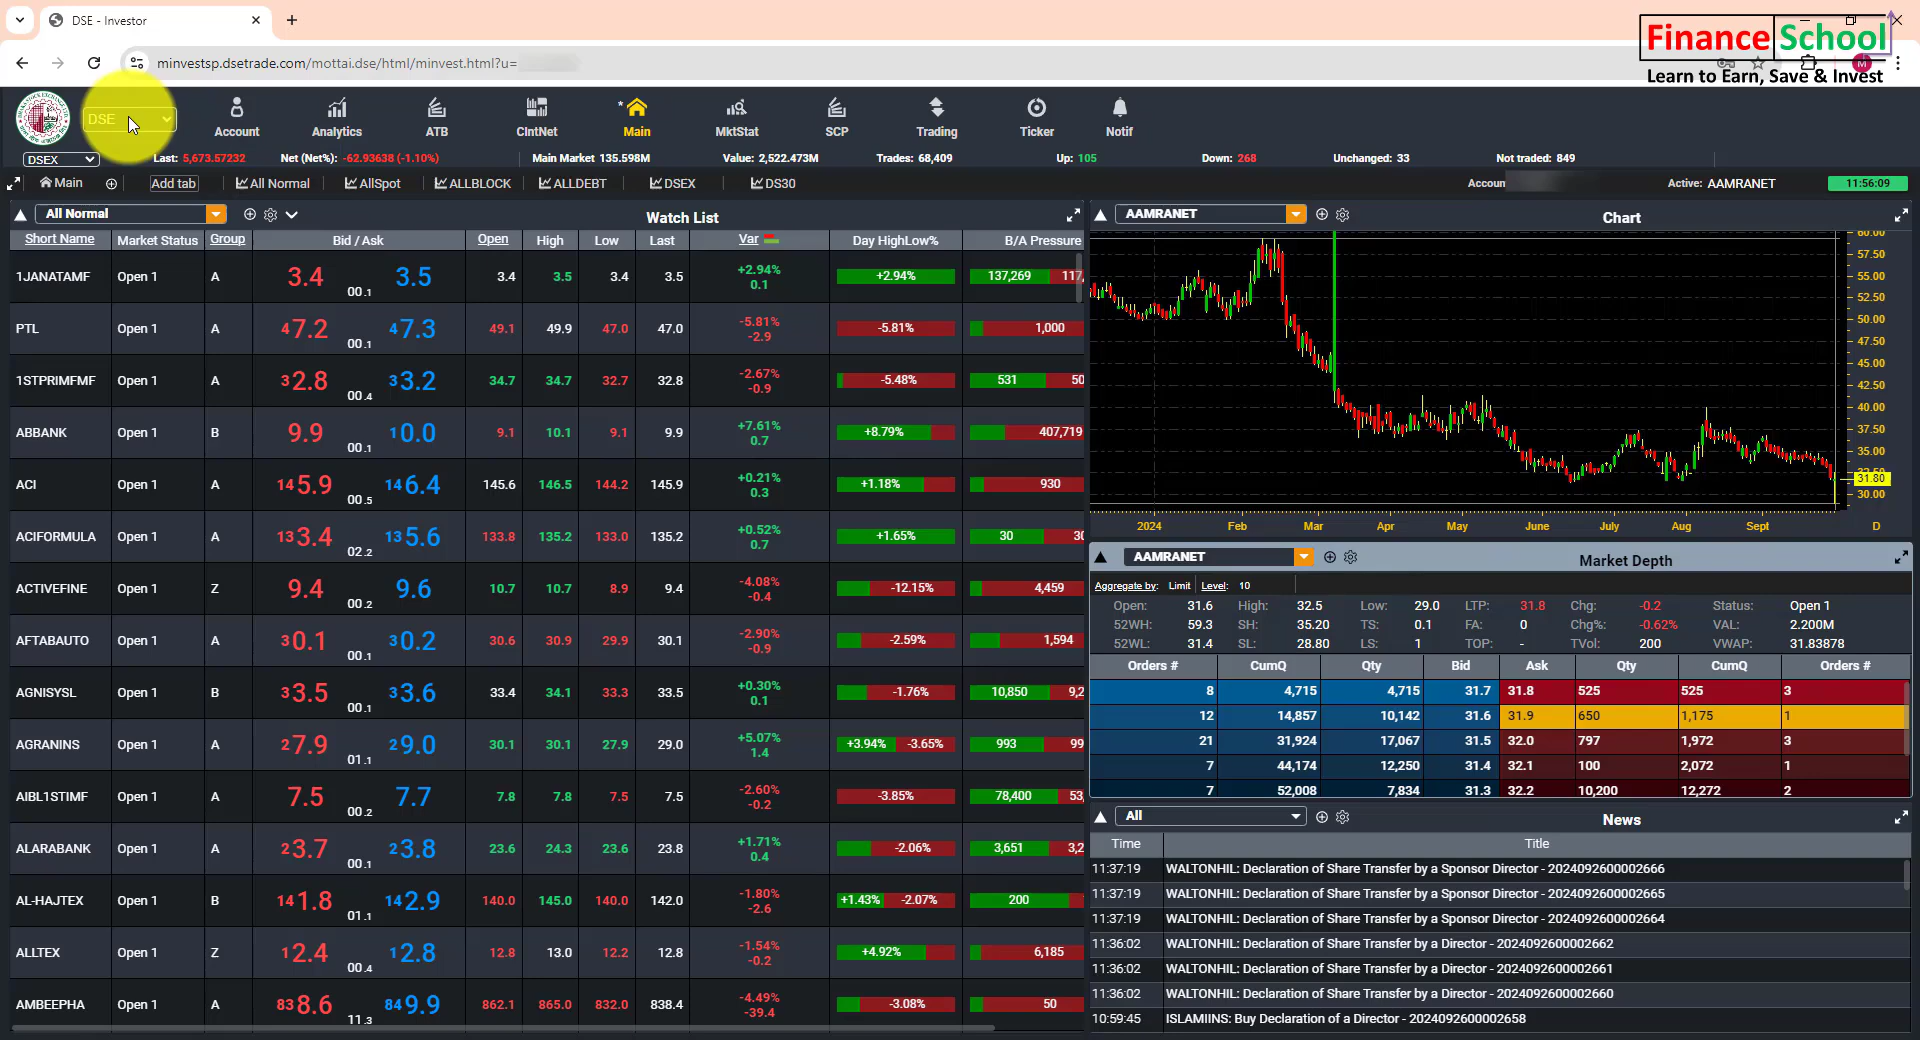 DSE - Investor
Finance School
Learn to Earn, Save & Invest
minvestsp.dsetrade.com/mottai.dse/html/minvest.html?u=
M
DSE
Account
Analytics
ATB
ClntNet
* Main
MktStat
SCP
Trading
Ticker
Notif
DSEX Last: 5,673.57232 Net (Net%): -62.93638 (-1.10%) Main Market 135.598M Value: 2,522.473M Trades: 68,409 Up: 105 Down: 268 Unchanged: 33 Not traded: 849
Main Add tab All Normal AllSpot ALLBLOCK ALLDEBT DSEX DS30 Active: AAMRANET 11:56:09
All Normal Watch List
Short Name Market Status Group Bid / Ask Open High Low Last Var Day HighLow% B/A Pressure
1JANATAMF Open 1 A 3.4 00.1 3.5 3.4 3.5 3.4 3.5 +2.94% 0.1 +2.94% 137,269
PTL Open 1 A 47.2 00.1 47.3 49.1 49.9 47.0 47.0 -5.81% -2.9 -5.81% 1,000
1STPRIMFMF Open 1 A 32.8 00.4 33.2 34.7 34.7 32.7 32.8 -2.67% -0.9 -5.48% 531
ABBANK Open 1 B 9.9 00.1 10.0 9.1 10.1 9.1 9.9 +7.61% 0.7 +8.79% 407,719
ACI Open 1 A 145.9 00.5 146.4 145.6 146.5 144.2 145.9 +0.21% 0.3 +1.18% 930
ACIFORMULA Open 1 A 133.4 02.2 135.6 133.8 135.2 133.0 135.2 +0.52% 0.7 +1.65% 30
ACTIVEFINE Open 1 Z 9.4 00.2 9.6 10.7 10.7 8.9 9.4 -4.08% -0.4 -12.15% 4,459
AFTABAUTO Open 1 A 30.1 00.1 30.2 30.6 30.9 29.9 30.1 -2.90% -0.9 -2.59% 1,594
AGNISYSL Open 1 B 33.5 00.1 33.6 33.4 34.1 33.3 33.5 +0.30% 0.1 -1.76% 10,850
AGRANINS Open 1 A 27.9 01.1 29.0 30.1 30.1 27.9 29.0 +5.07% 1.4 +3.94% -3.65% 993
AIBL1STIMF Open 1 A 7.5 00.2 7.7 7.8 7.8 7.5 7.5 -2.60% -0.2 -3.85% 78,400
ALARABANK Open 1 A 23.7 00.1 23.8 23.6 24.3 23.6 23.8 +1.71% 0.4 -2.06% 3,651
AL-HAJTEX Open 1 B 141.8 01.1 142.9 140.0 145.0 140.0 142.0 -1.80% -2.6 +1.43% -2.07% 200
ALLTEX Open 1 Z 12.4 00.4 12.8 12.8 13.0 12.2 12.8 -1.54% -0.2 +4.92% 6,185
AMBEEPHA Open 1 A 838.6 11.3 849.9 862.1 865.0 832.0 838.4 -4.49% -39.4 -3.08% 50
AAMRANET Chart
60.00
57.50
55.00
52.50
50.00
47.50
45.00
42.50
40.00
37.50
35.00
31.80
30.00
2024 Feb Mar Apr May June July Aug Sept D
AAMRANET Market Depth
Aggregate by: Limit Level: 10
Open: 31.6 High: 32.5 Low: 29.0 LTP: 31.8 Chg: -0.2 Status: Open 1
52WH: 59.3 SH: 35.20 TS: 0.1 FA: 0 Chg%: -0.62% VAL: 2.200M
52WL: 31.4 SL: 28.80 LS: 1 TOP: - TVol: 200 VWAP: 31.83878
Orders # CumQ Qty Bid Ask Qty CumQ Orders #
8 4,715 4,715 31.7 31.8 525 525 3
12 14,857 10,142 31.6 31.9 650 1,175 1
21 31,924 17,067 31.5 32.0 797 1,972 3
7 44,174 12,250 31.4 32.1 100 2,072 1
7 52,008 7,834 31.3 32.2 10,200 12,272 2
All News
Time Title
11:37:19 WALTONHIL: Declaration of Share Transfer by a Sponsor Director - 2024092600002666
11:37:19 WALTONHIL: Declaration of Share Transfer by a Sponsor Director - 2024092600002665
11:37:19 WALTONHIL: Declaration of Share Transfer by a Sponsor Director - 2024092600002664
11:36:02 WALTONHIL: Declaration of Share Transfer by a Director - 2024092600002662
11:36:02 WALTONHIL: Declaration of Share Transfer by a Director - 2024092600002661
11:36:02 WALTONHIL: Declaration of Share Transfer by a Director - 2024092600002660
10:59:45 ISLAMIINS: Buy Declaration of a Director - 2024092600002658